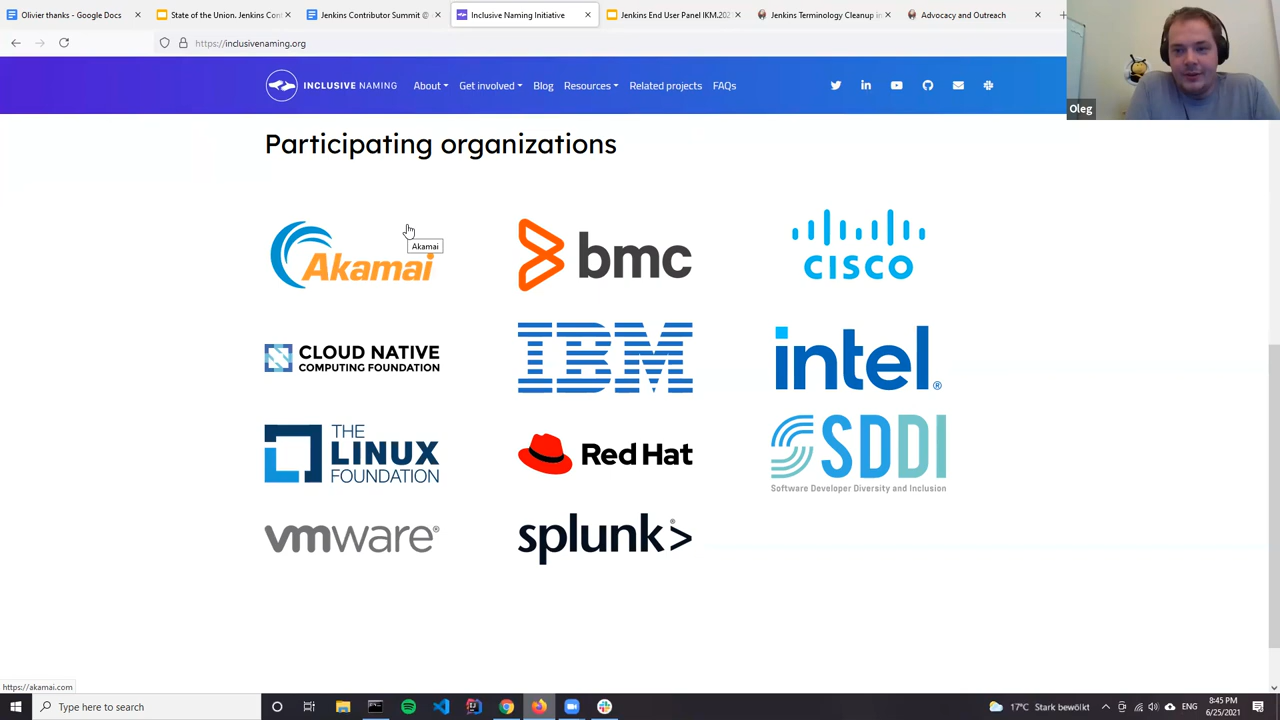 Olivier thanks - Google Docs
State of the Union. Jenkins Con
Jenkins Contributor Summit @
Inclusive Naming Initiative
Jenkins End User Panel IKM.202
Jenkins Terminology Cleanup in
Advocacy and Outreach
https://inclusivenaming.org
INCLUSIVE NAMING
About
Get involved
Blog
Resources
Related projects
FAQs
Oleg
Participating organizations
Akamai
Akamai
bmc
CISCO
CLOUD NATIVE
COMPUTING FOUNDATION
IBM
intel®
THE
LINUX
FOUNDATION
Red Hat
SDDI
Software Developer Diversity and Inclusion
vmware®
splunk>®
https://akamai.com
Type here to search
17°C Stark bewölkt
ENG
8:45 PM
6/25/2021